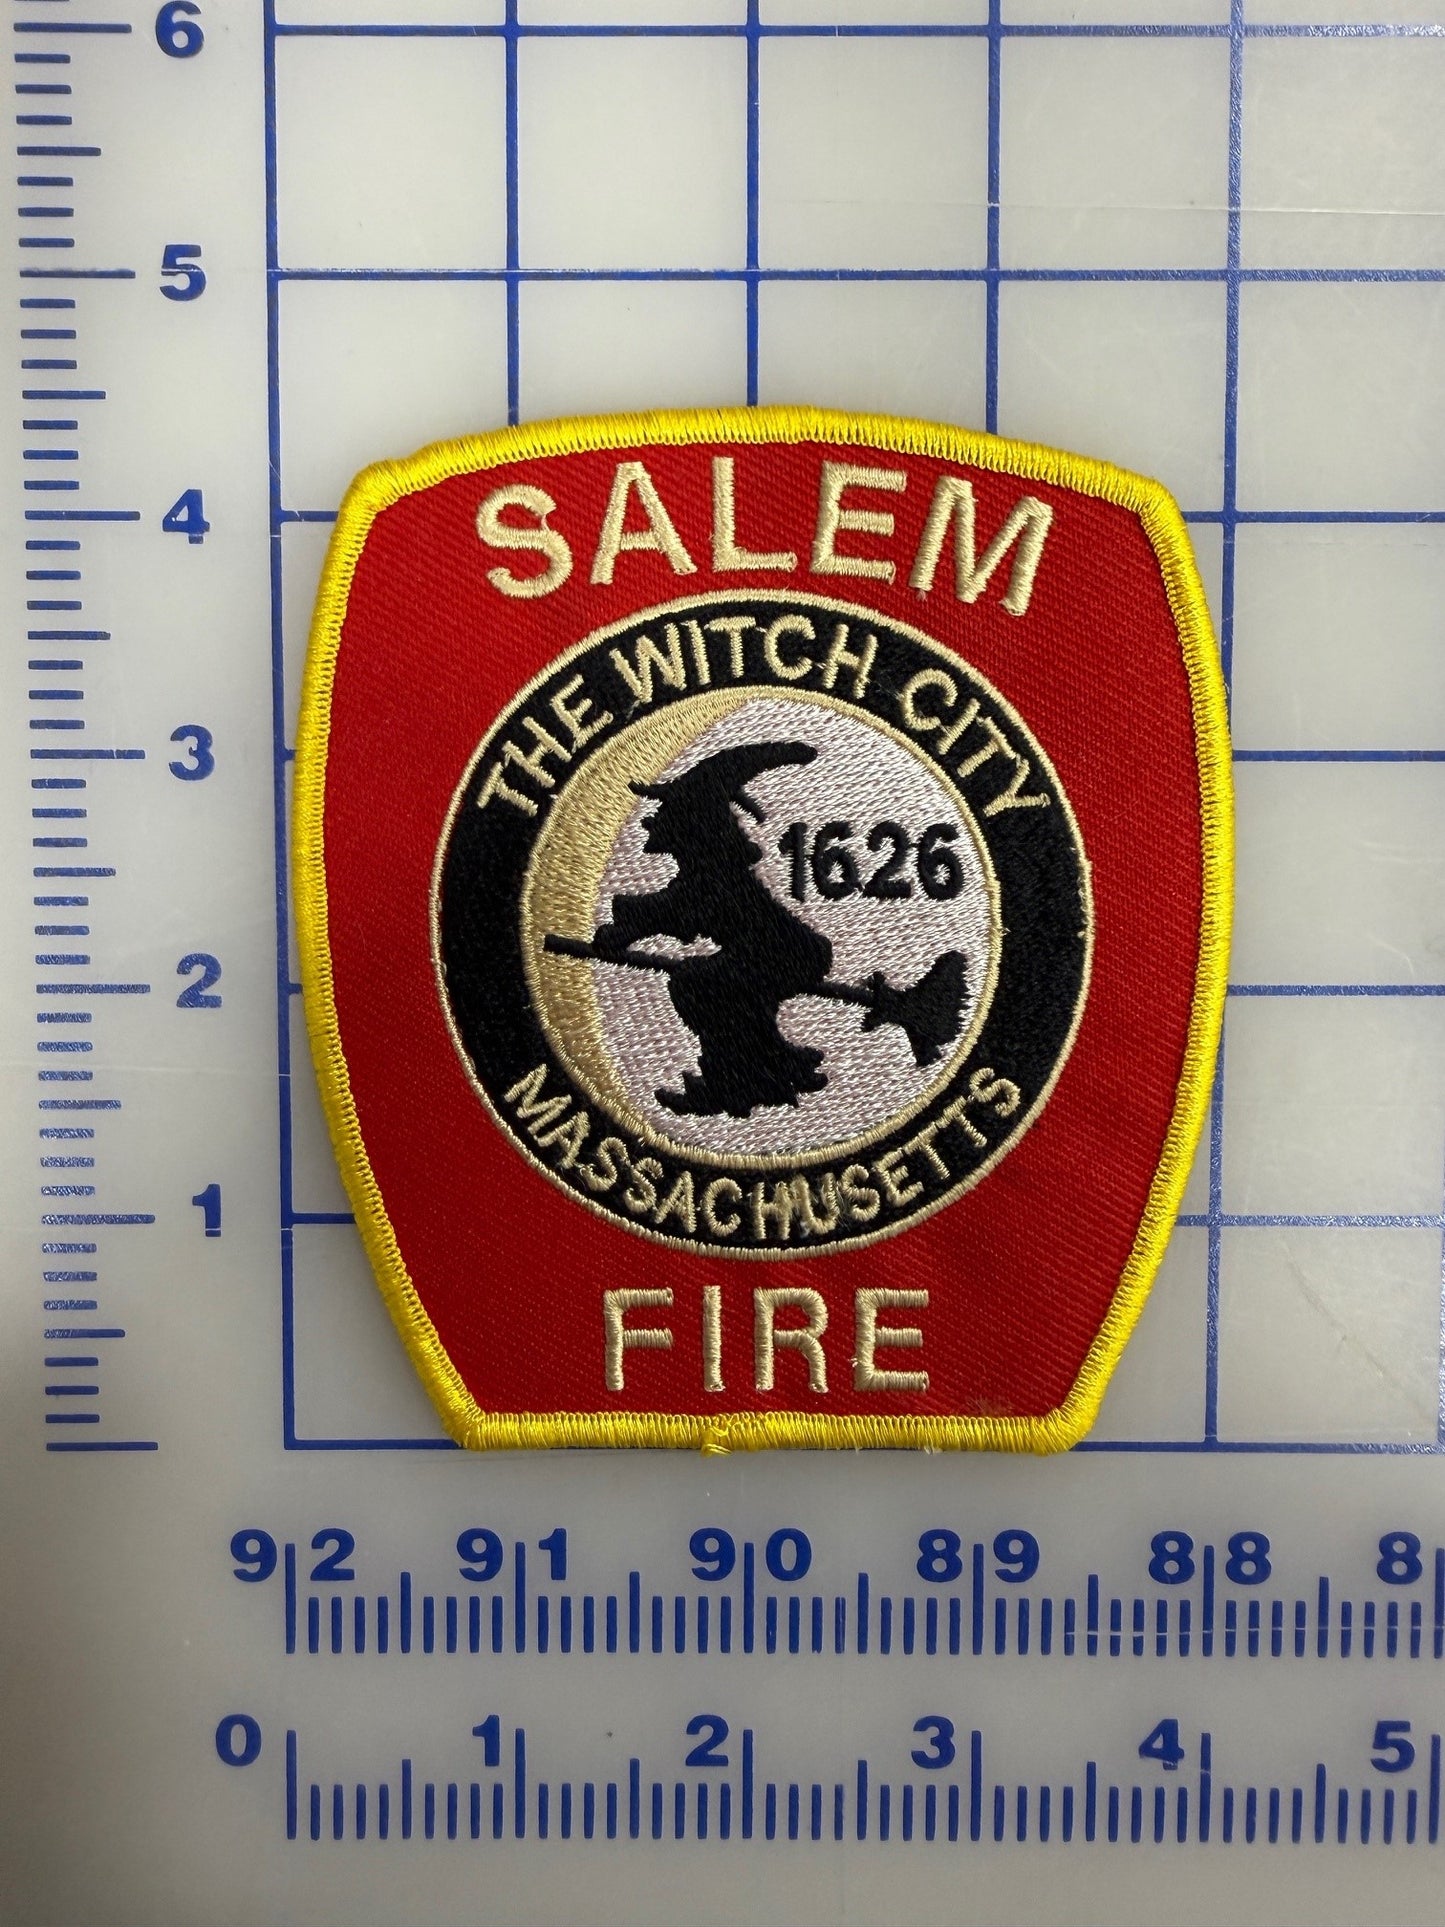 6
5
4
3
2
1
SALEM
THE WITCH CITY
1626
MASSACHUSETTS
FIRE
92 91 90 89 88 8
0 1 2 3 4 5